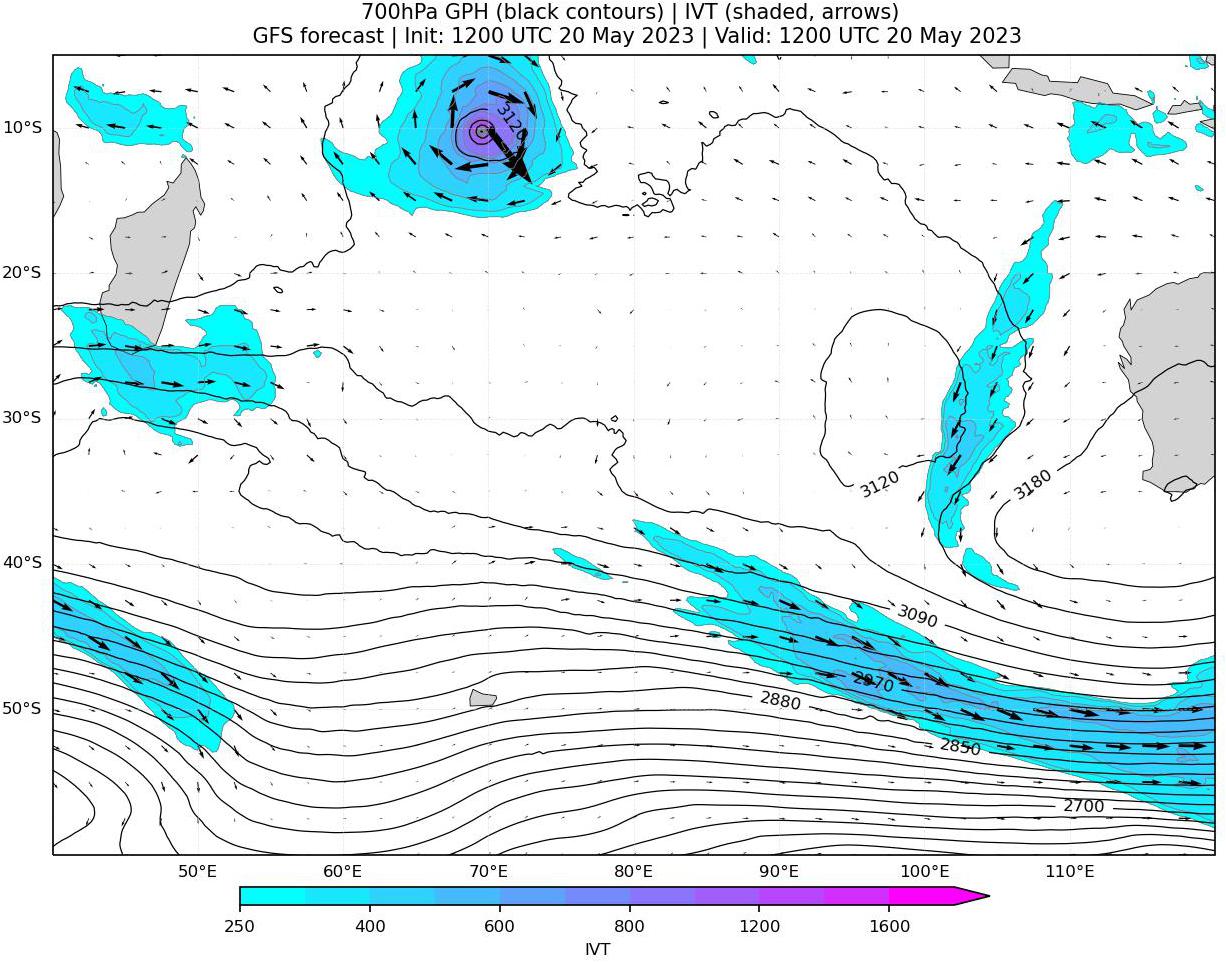 700hPa GPH (black contours) | IVT (shaded, arrows)
GFS forecast | Init: 1200 UTC 20 May 2023 | Valid: 1200 UTC 20 May 2023
3120
10°S
20°S
30°S
3120
3180
40°S
3090
2970
2880
50°S
2850
2700
50°E 60°E 70°E 80°E 90°E 100°E 110°E
250 400 600 800 1200 1600
IVT